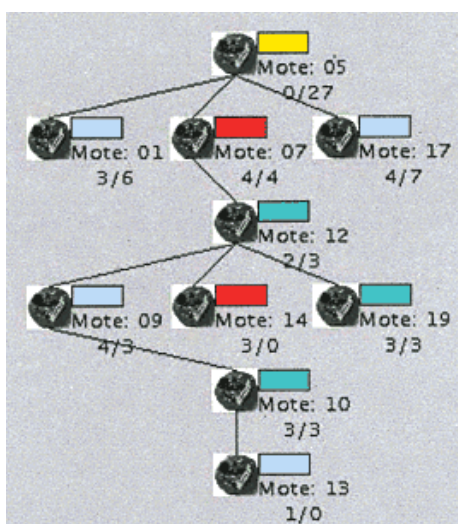 Mote: 05
0/27
Mote: 01
3/6
Mote: 07
4/4
Mote: 17
4/7
Mote: 12
2/3
Mote: 09
4/3
Mote: 14
3/0
Mote: 19
3/3
Mote: 10
3/3
Mote: 13
1/0